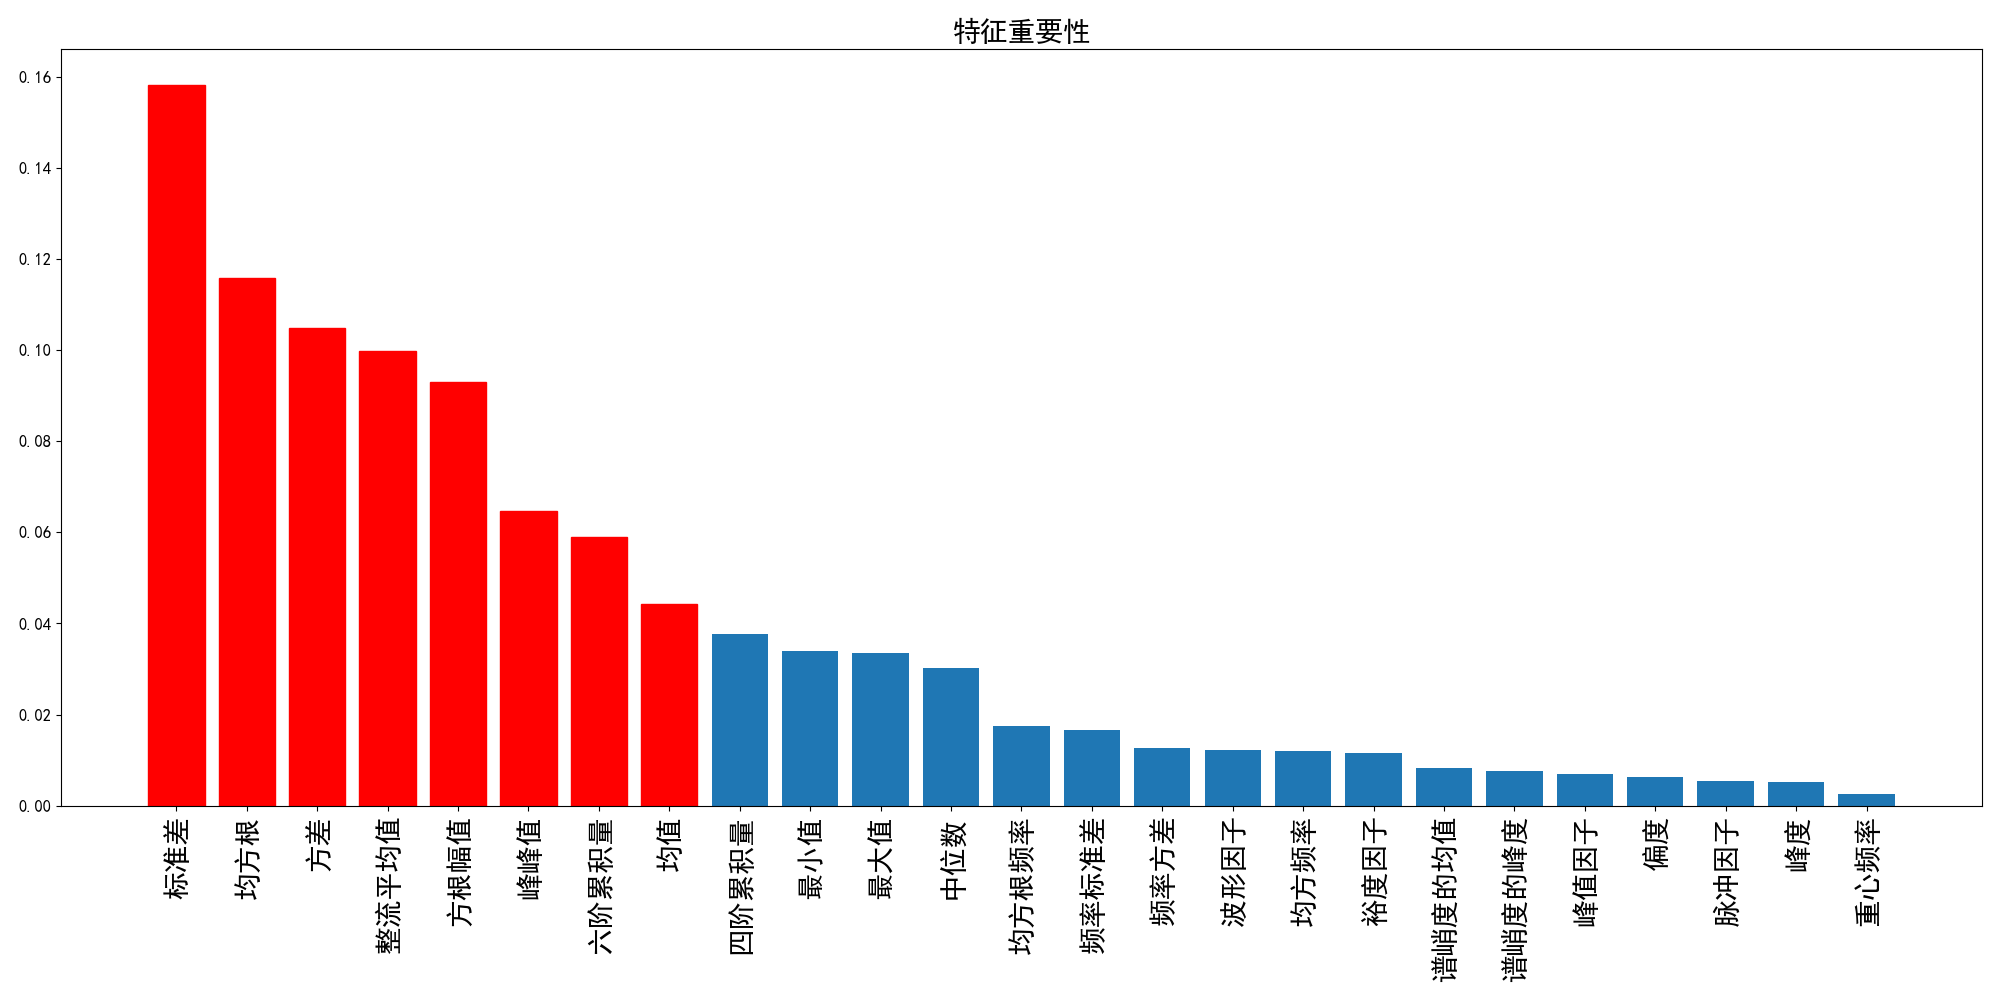 特征重要性
0.16
0.14
0.12
0.10
0.08
0.06
0.04
0.02
0.00
标准差
均方根
方差
整流平均值
方根幅值
峰峰值
六阶累积量
均值
四阶累积量
最小值
最大值
中位数
均方根频率
频率标准差
频率方差
波形因子
均方频率
裕度因子
谱峭度的均值
谱峭度的峰度
峰值因子
偏度
脉冲因子
峰度
重心频率